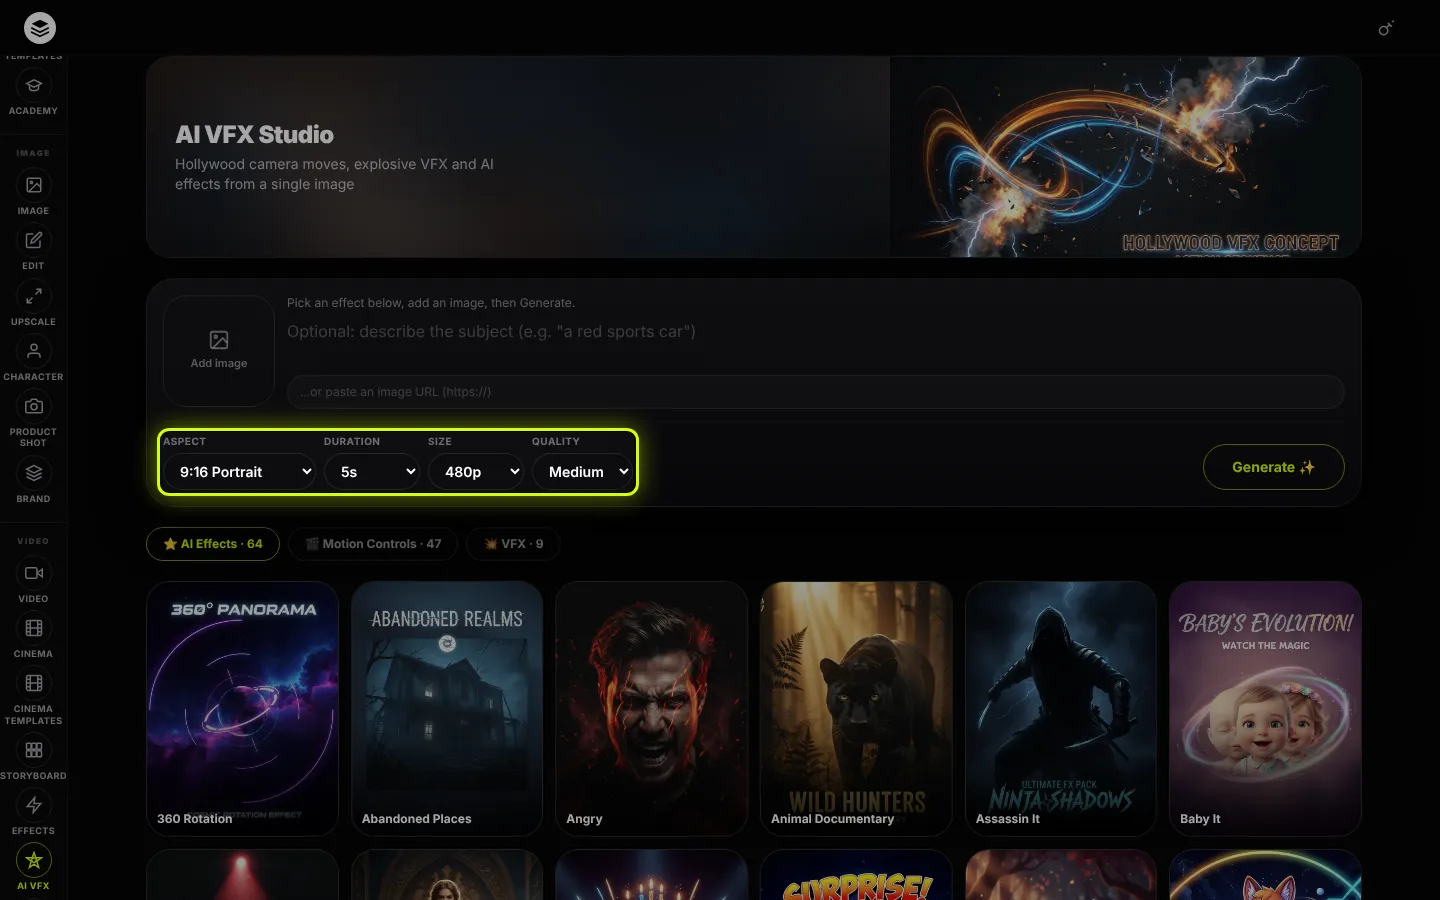 TEMPLATES
ACADEMY
IMAGE
IMAGE
EDIT
UPSCALE
CHARACTER
PRODUCT
SHOT
BRAND
VIDEO
VIDEO
CINEMA
CINEMA
TEMPLATES
STORYBOARD
EFFECTS
AI VFX
AI VFX Studio
Hollywood camera moves, explosive VFX and AI
effects from a single image
HOLLYWOOD VFX CONCEPT
Add image
Pick an effect below, add an image, then Generate.
Optional: describe the subject (e.g. "a red sports car")
...or paste an image URL (https://)
ASPECT DURATION SIZE QUALITY
9:16 Portrait 5s 480p Medium
Generate ✨
⭐ AI Effects · 64 🎬 Motion Controls · 47 💥 VFX · 9
360° PANORAMA
360 Rotation
ABANDONED REALMS
Abandoned Places
Angry
WILD HUNTERS
Animal Documentary
ULTIMATE FX PACK
NINJA SHADOWS
Assassin It
BABY'S EVOLUTION!
WATCH THE MAGIC
Baby It
SURPRISE!